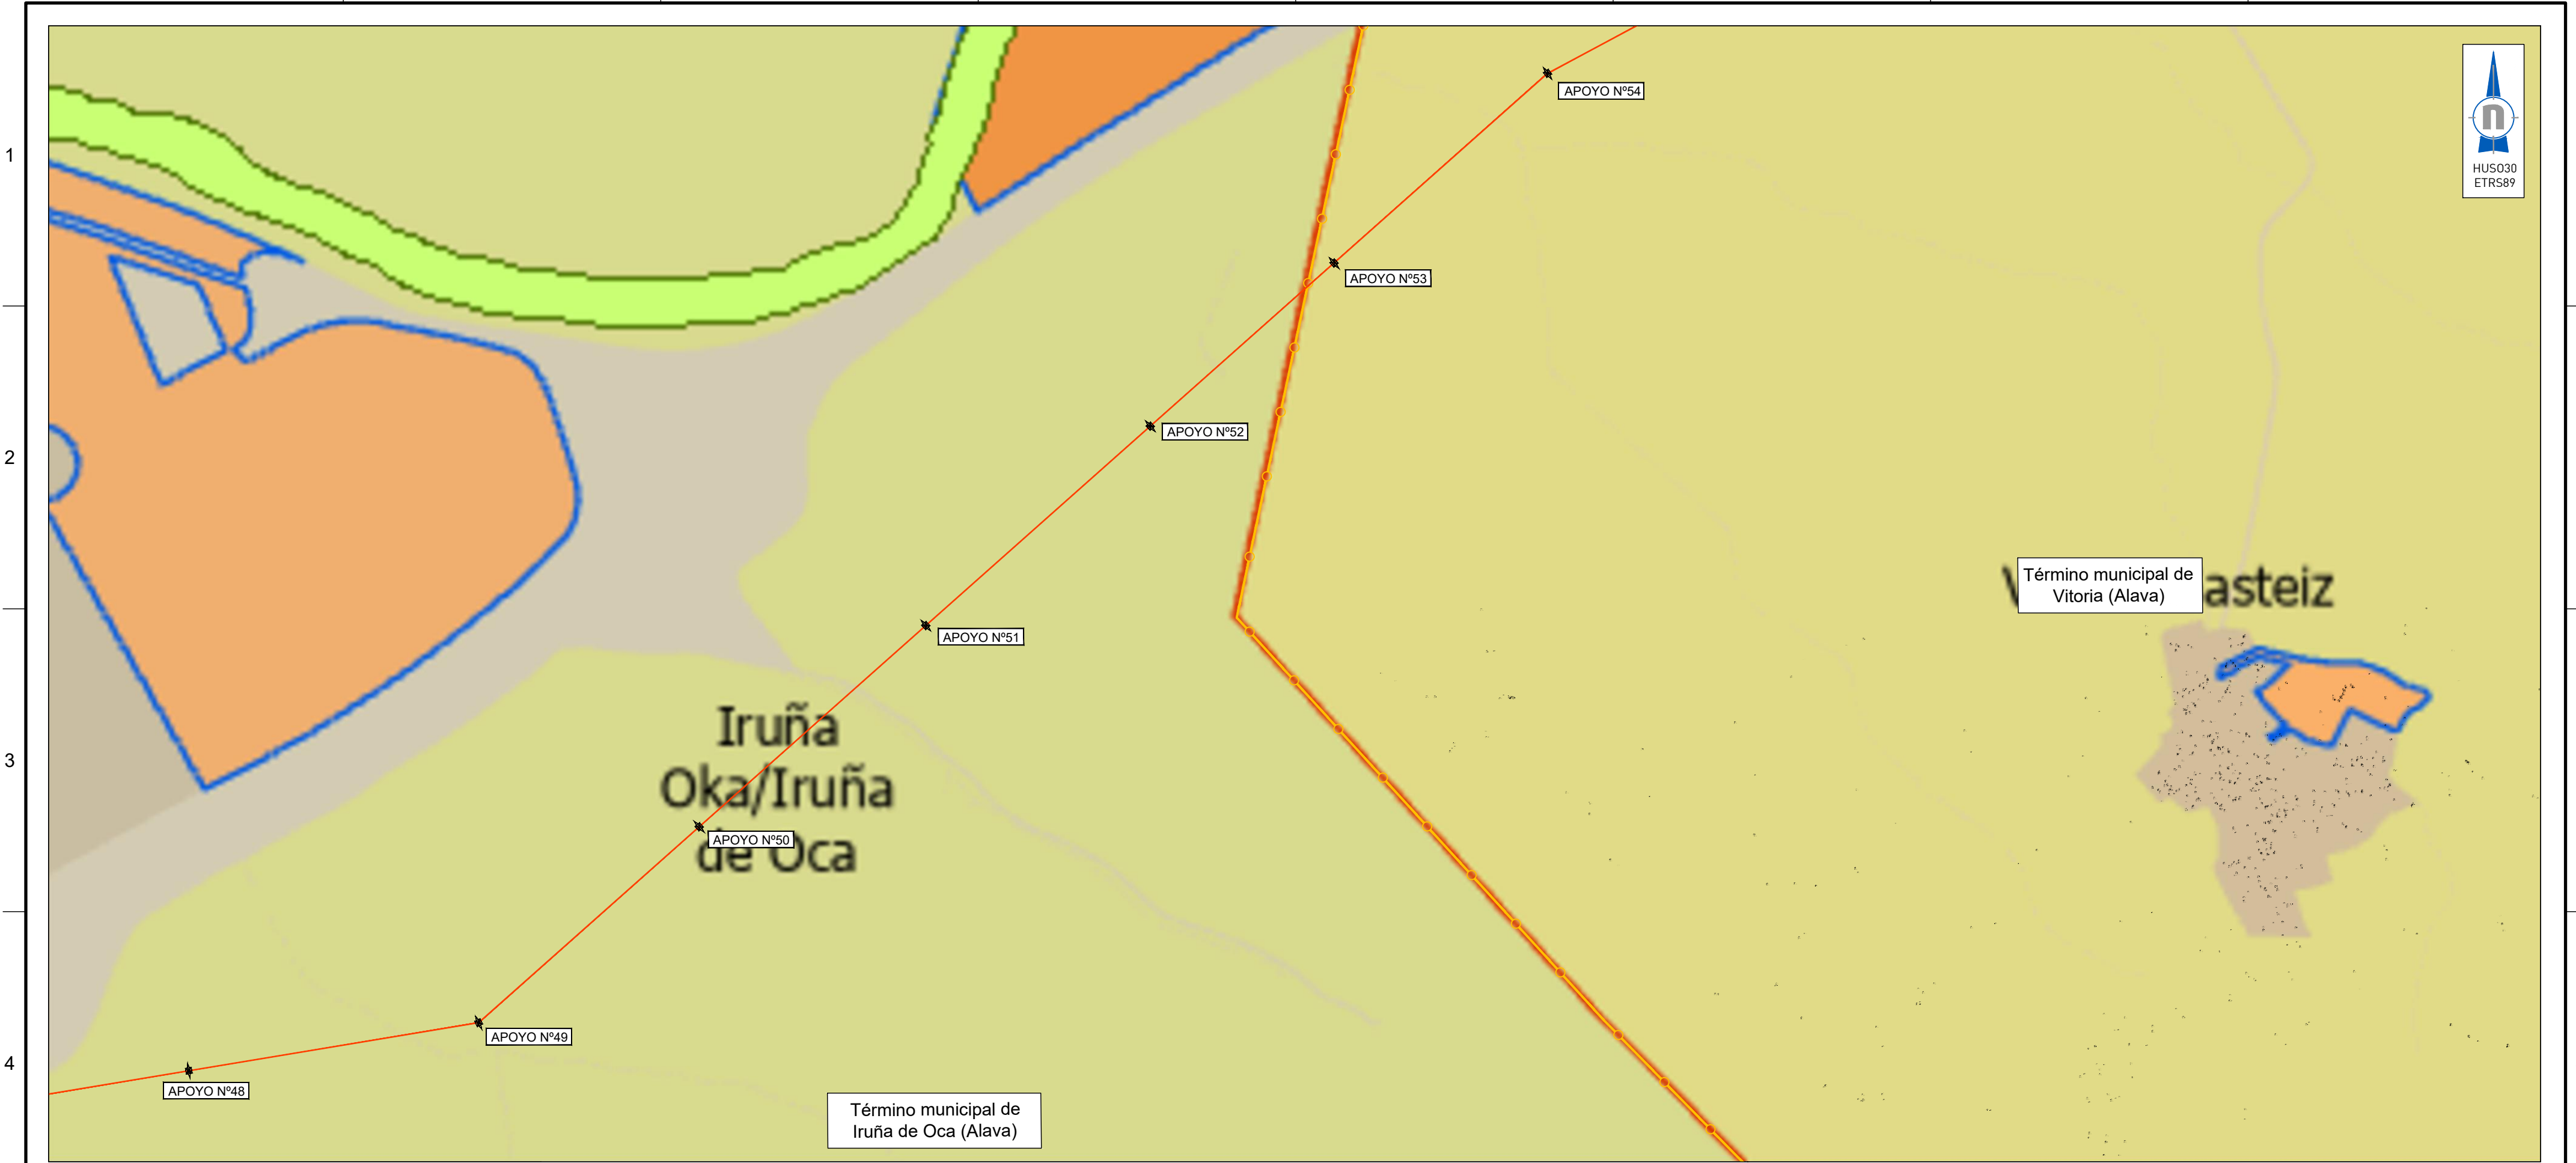 n
HUSO30
ETRS89
APOYO Nº54
1
APOYO Nº53
APOYO Nº52
2
Término municipal de
Vitoria (Alava)
asteiz
APOYO Nº51
Iruña
Oka/Iruña
de Oca
3
APOYO Nº50
APOYO Nº49
4
APOYO Nº48
Término municipal de
Iruña de Oca (Alava)